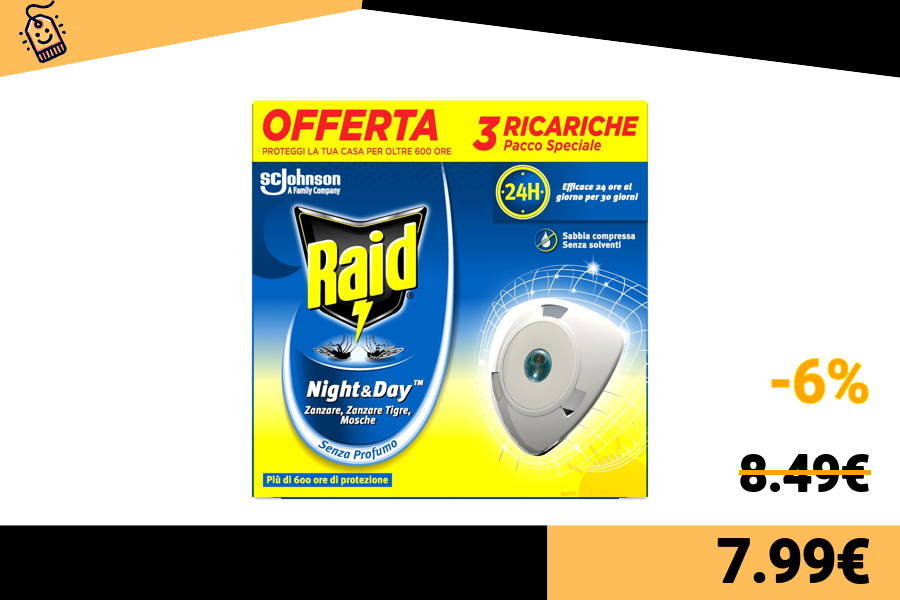 OFFERTA
PROTEGGI LA TUA CASA PER OLTRE 600 ORE
3 RICARICHE
Pacco Speciale
SCJohnson
A Family Company
24H
Efficace 24 ore al
giorno per 30 giorni
Sabbia compressa
Senza solventi
Raid®
Night&Day™
Zanzare, Zanzare Tigre,
Mosche
Senza Profumo
Più di 600 ore di protezione
-6%
8.49€
7.99€